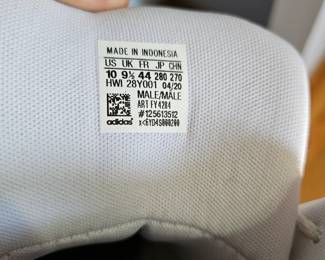 MADE IN INDONESIA
US UK FR JP CHN
10 9½ 44 280 270
HWI 28Y001 04/20
MALE/MALE
ART FY4284
#125613512
adidas